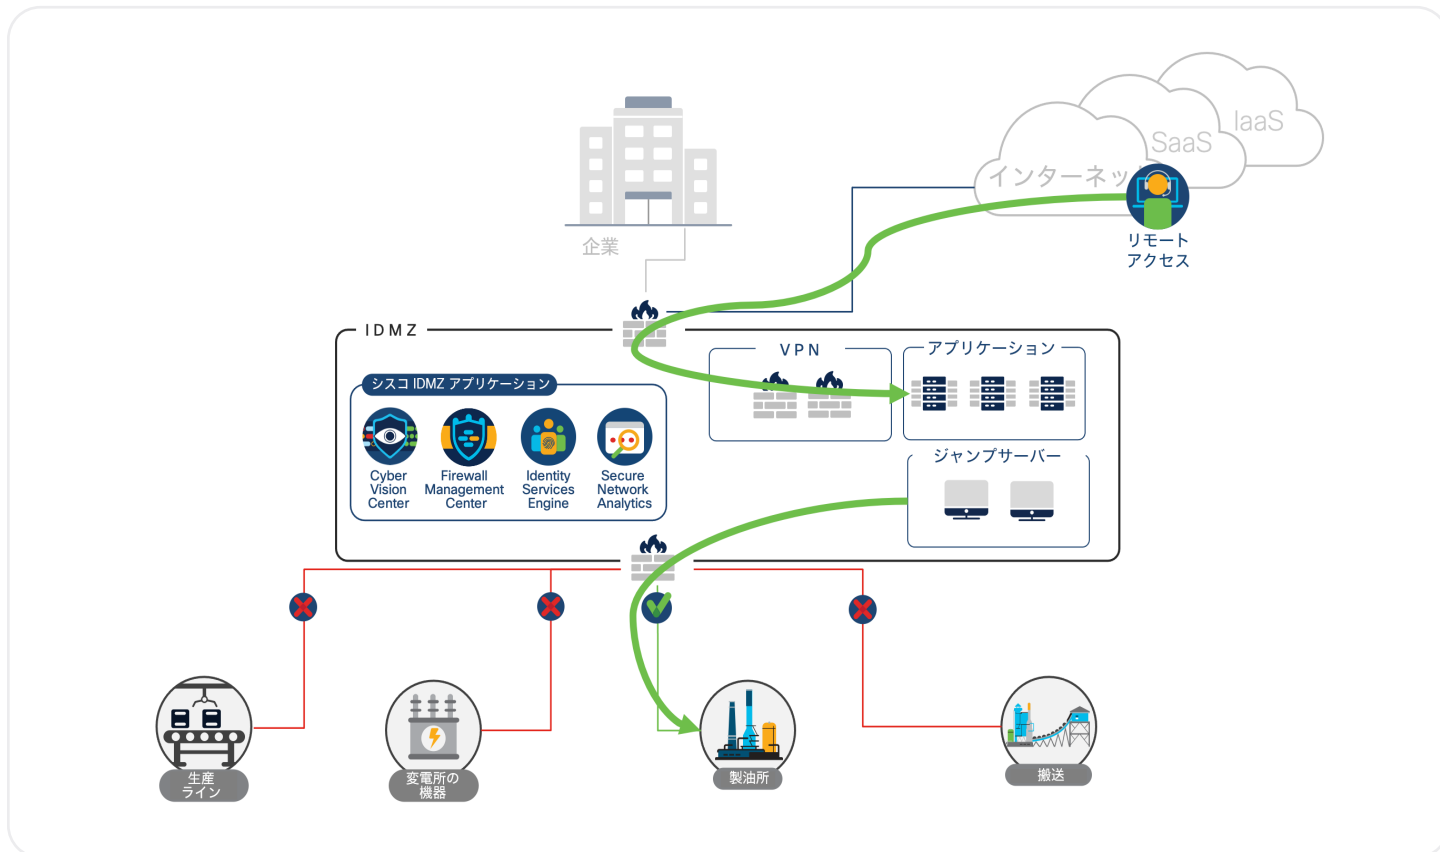 IaaS
SaaS
インターネット
リモート
アクセス
企業
IDMZ
VPN
アプリケーション
シスコ IDMZ アプリケーション
Cyber
Vision
Center
Firewall
Management
Center
Identity
Services
Engine
Secure
Network
Analytics
ジャンプサーバー
生産
ライン
変電所の
機器
製油所
搬送